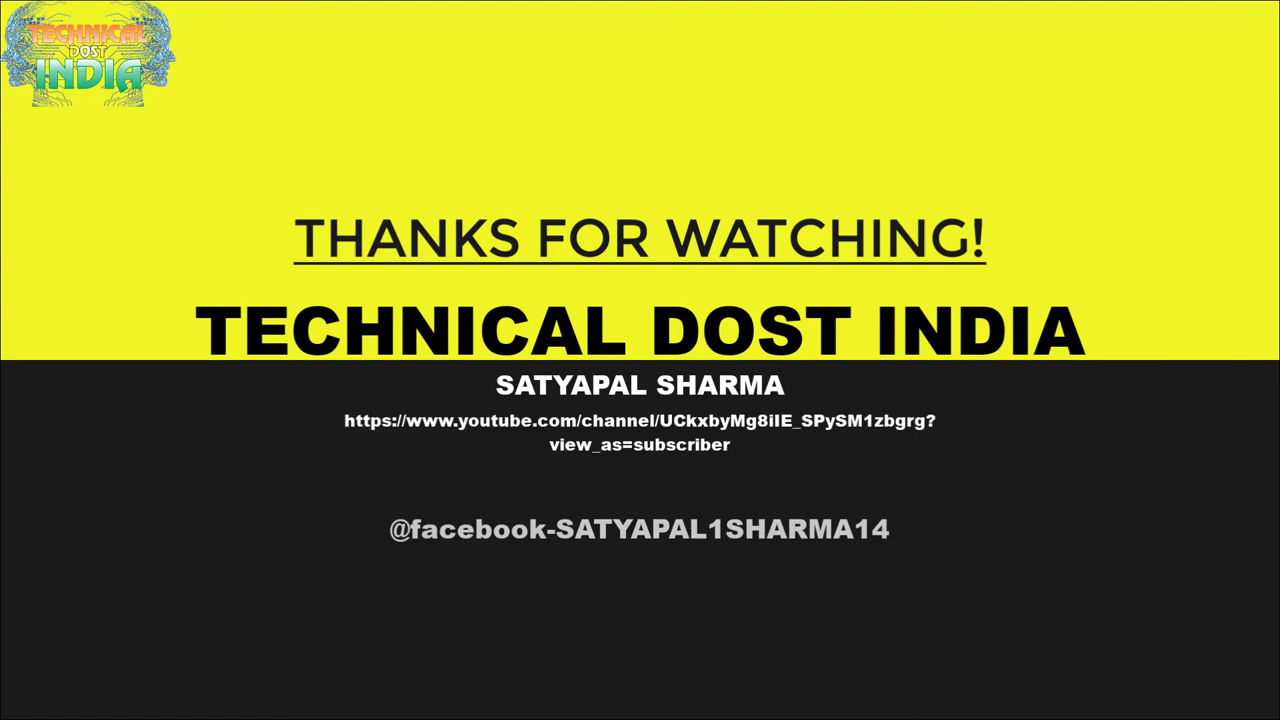 TECHNICAL
DOST
INDIA
THANKS FOR WATCHING!
TECHNICAL DOST INDIA
SATYAPAL SHARMA
https://www.youtube.com/channel/UCkxbyMg8iIE_SPySM1zbgrg?
view_as=subscriber
@facebook-SATYAPAL1SHARMA14